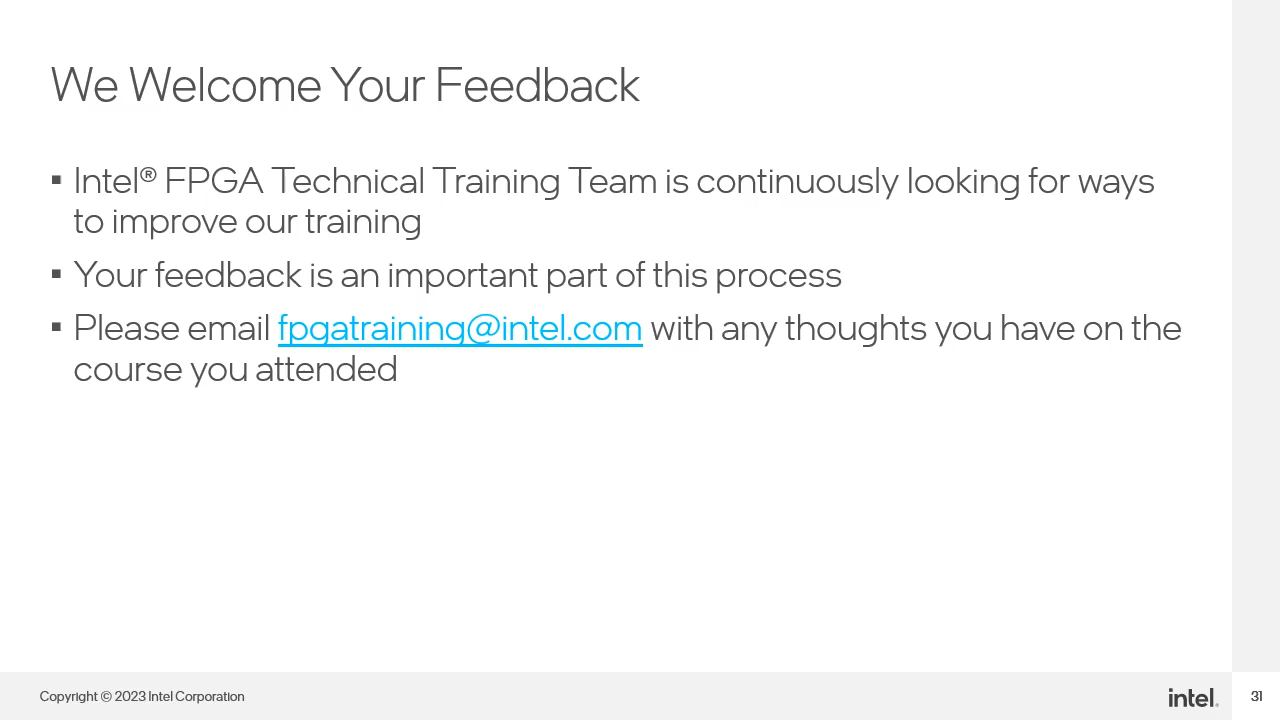 We Welcome Your Feedback
▪ Intel® FPGA Technical Training Team is continuously looking for ways
to improve our training
▪ Your feedback is an important part of this process
▪ Please email fpgatraining@intel.com with any thoughts you have on the
course you attended
Copyright © 2023 Intel Corporation
intel.
31